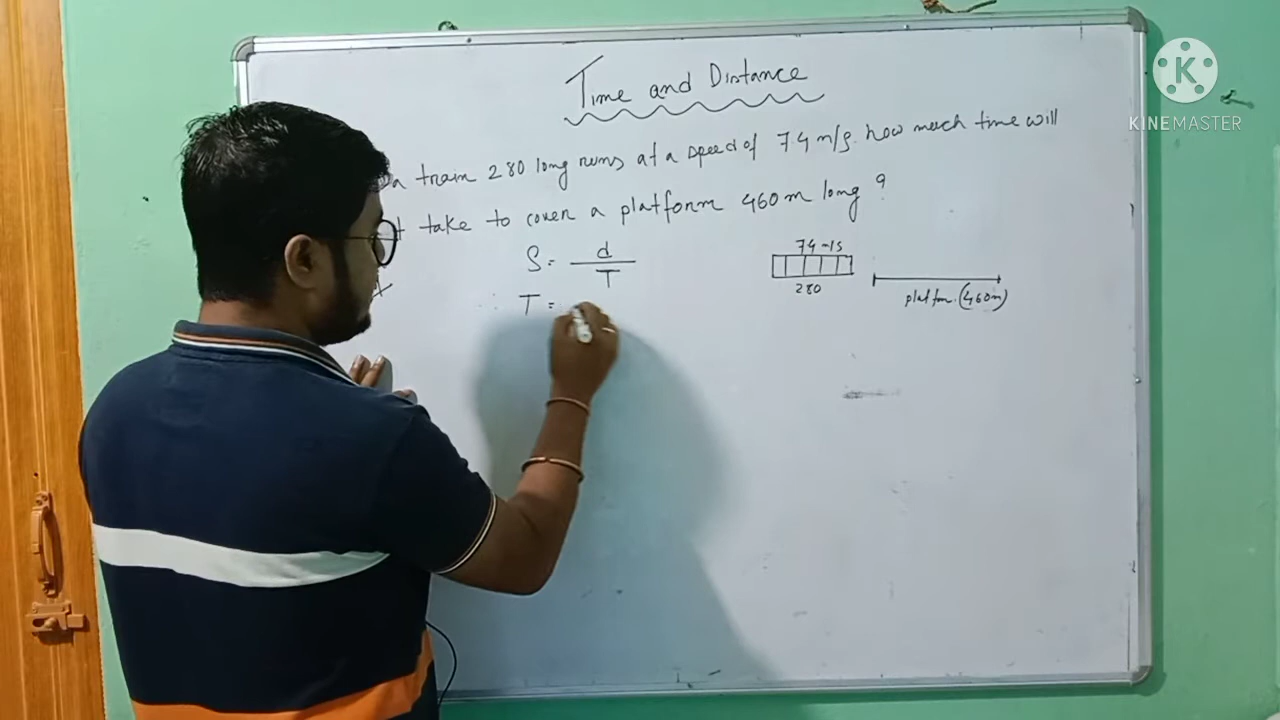 Time and Distance
a train 280 long runs at a speed of 74 m/s. how much time will
it take to cover a platform 460m long ?
S = d / T
T =
74 m/s
280
platfor. (460m)
K
KINEMASTER